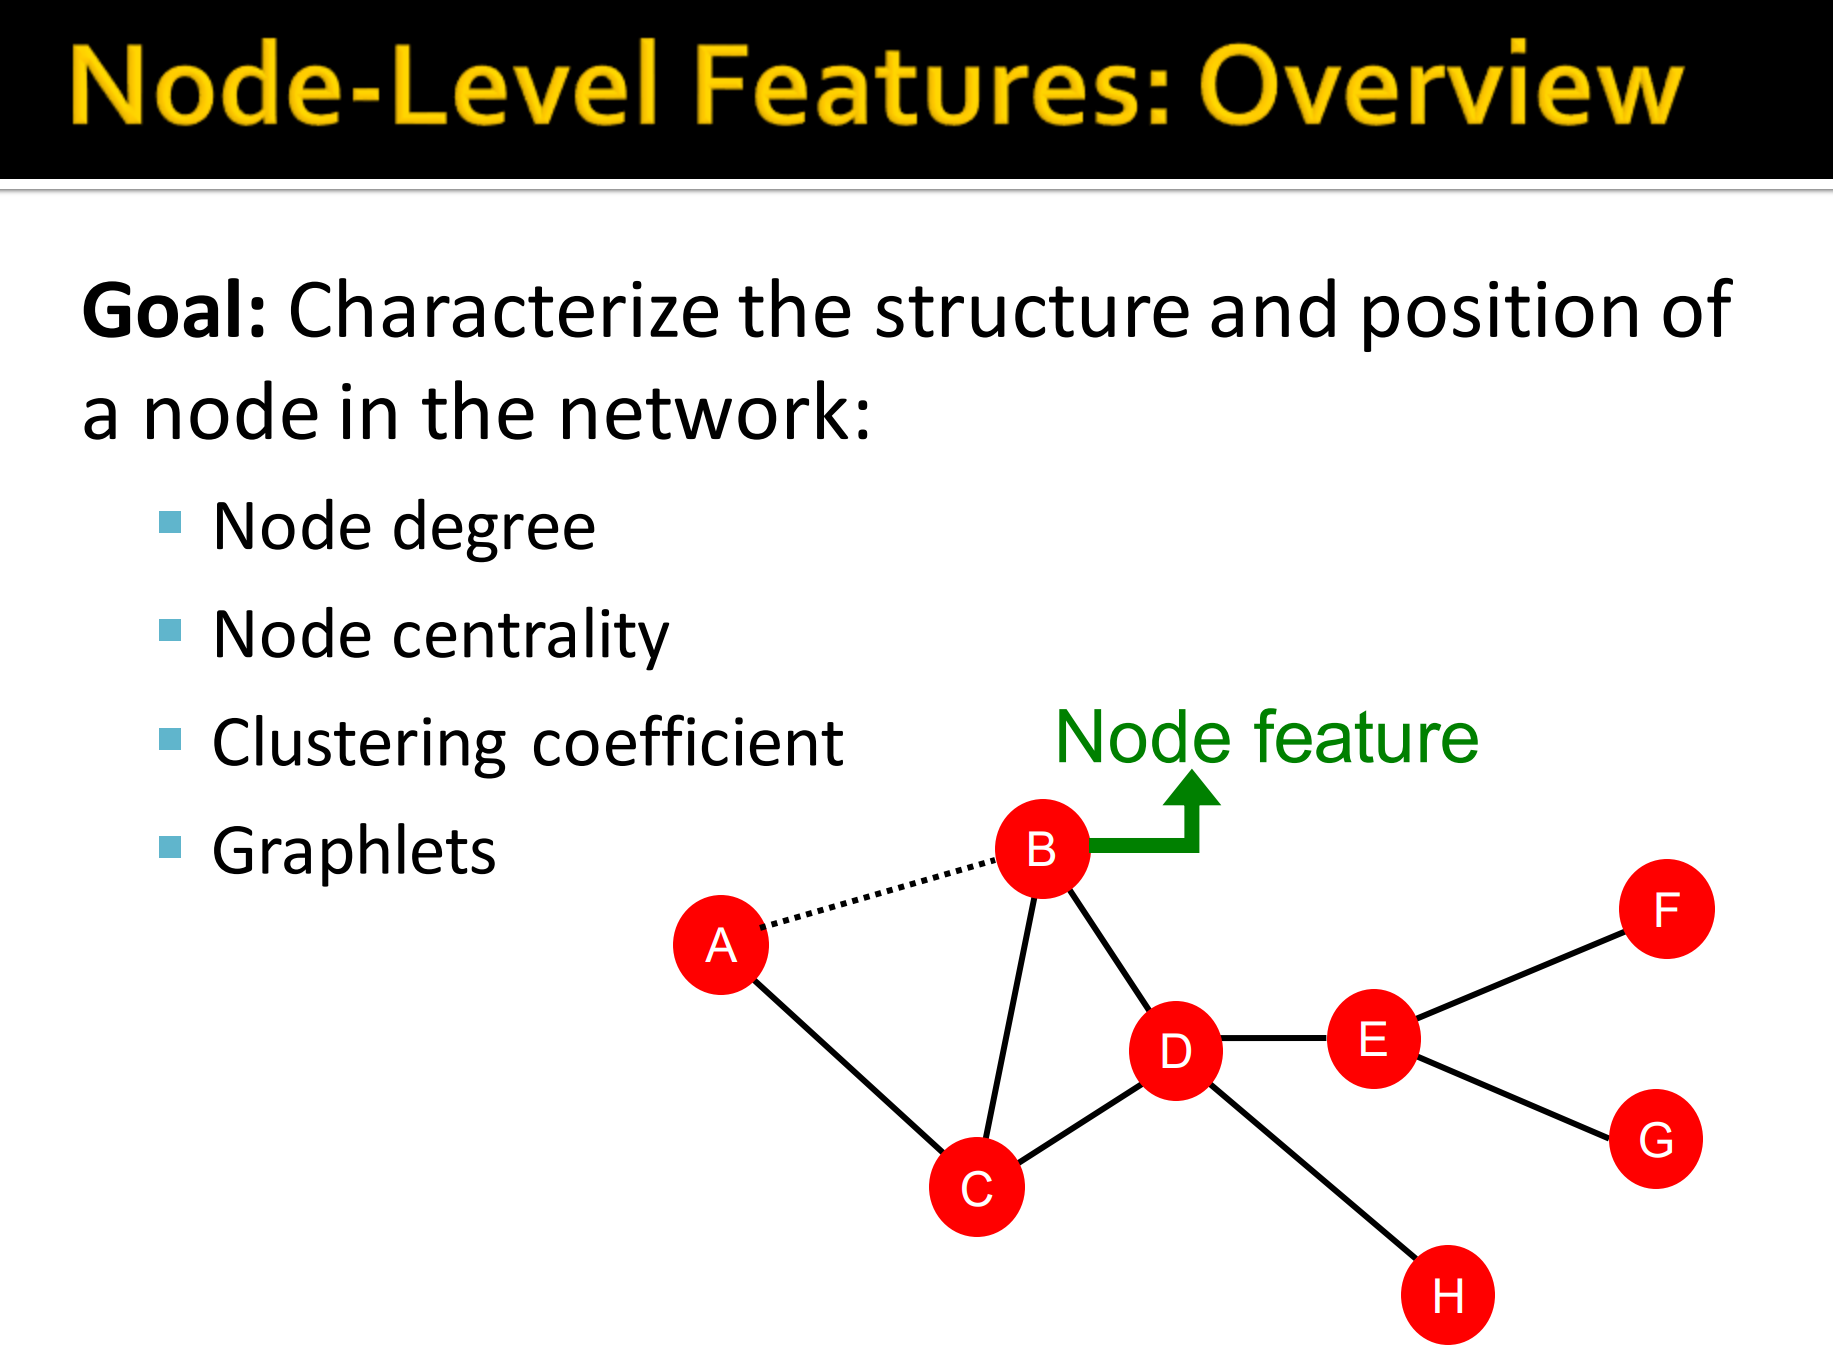 Node-Level Features: Overview
Goal: Characterize the structure and position of
a node in the network:
Node degree
Node centrality
Clustering coefficient
Graphlets
Node feature
B
A
F
D
E
G
C
H